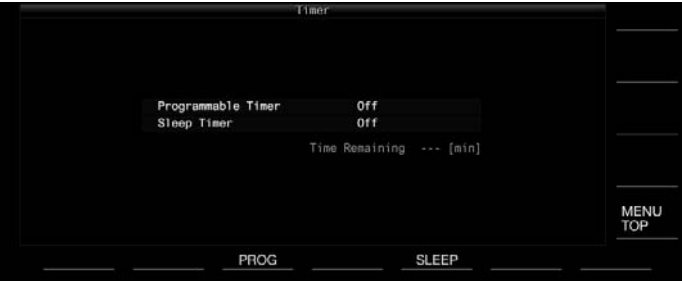 Timer
Programmable Timer Off
Sleep Timer Off
Time Remaining --- [min]
MENU
TOP
PROG SLEEP